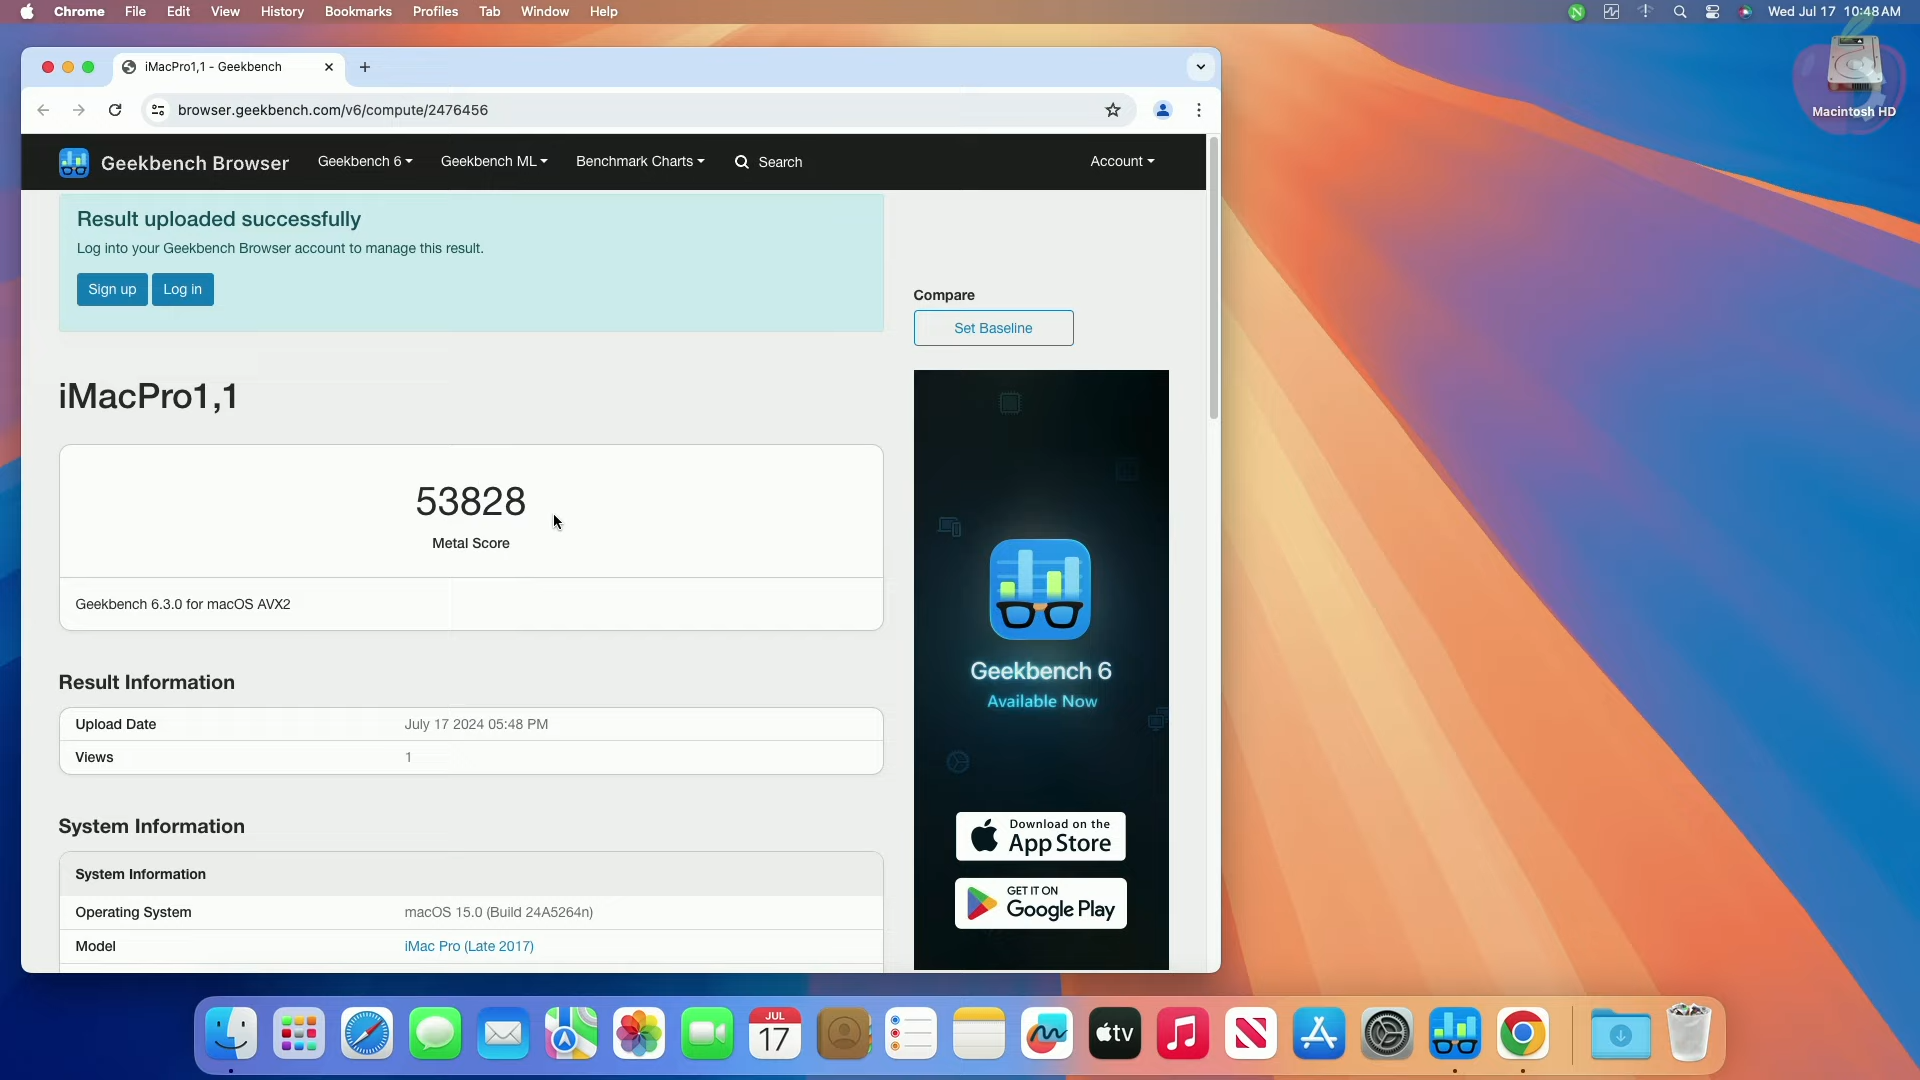 Chrome File Edit View History Bookmarks Profiles Tab Window Help
N
Wed Jul 17 10:48 AM
iMacPro1,1 - Geekbench
browser.geekbench.com/v6/compute/2476456
Macintosh HD
Geekbench Browser Geekbench 6 Geekbench ML Benchmark Charts Search Account
Result uploaded successfully
Log into your Geekbench Browser account to manage this result.
Sign up Log in
Compare
Set Baseline
iMacPro1,1
53828
Metal Score
Geekbench 6.3.0 for macOS AVX2
Result Information
Upload Date July 17 2024 05:48 PM
Views 1
System Information
System Information
Operating System macOS 15.0 (Build 24A5264n)
Model iMac Pro (Late 2017)
Geekbench 6
Available Now
Download on the
App Store
GET IT ON
Google Play
JUL
17
tv